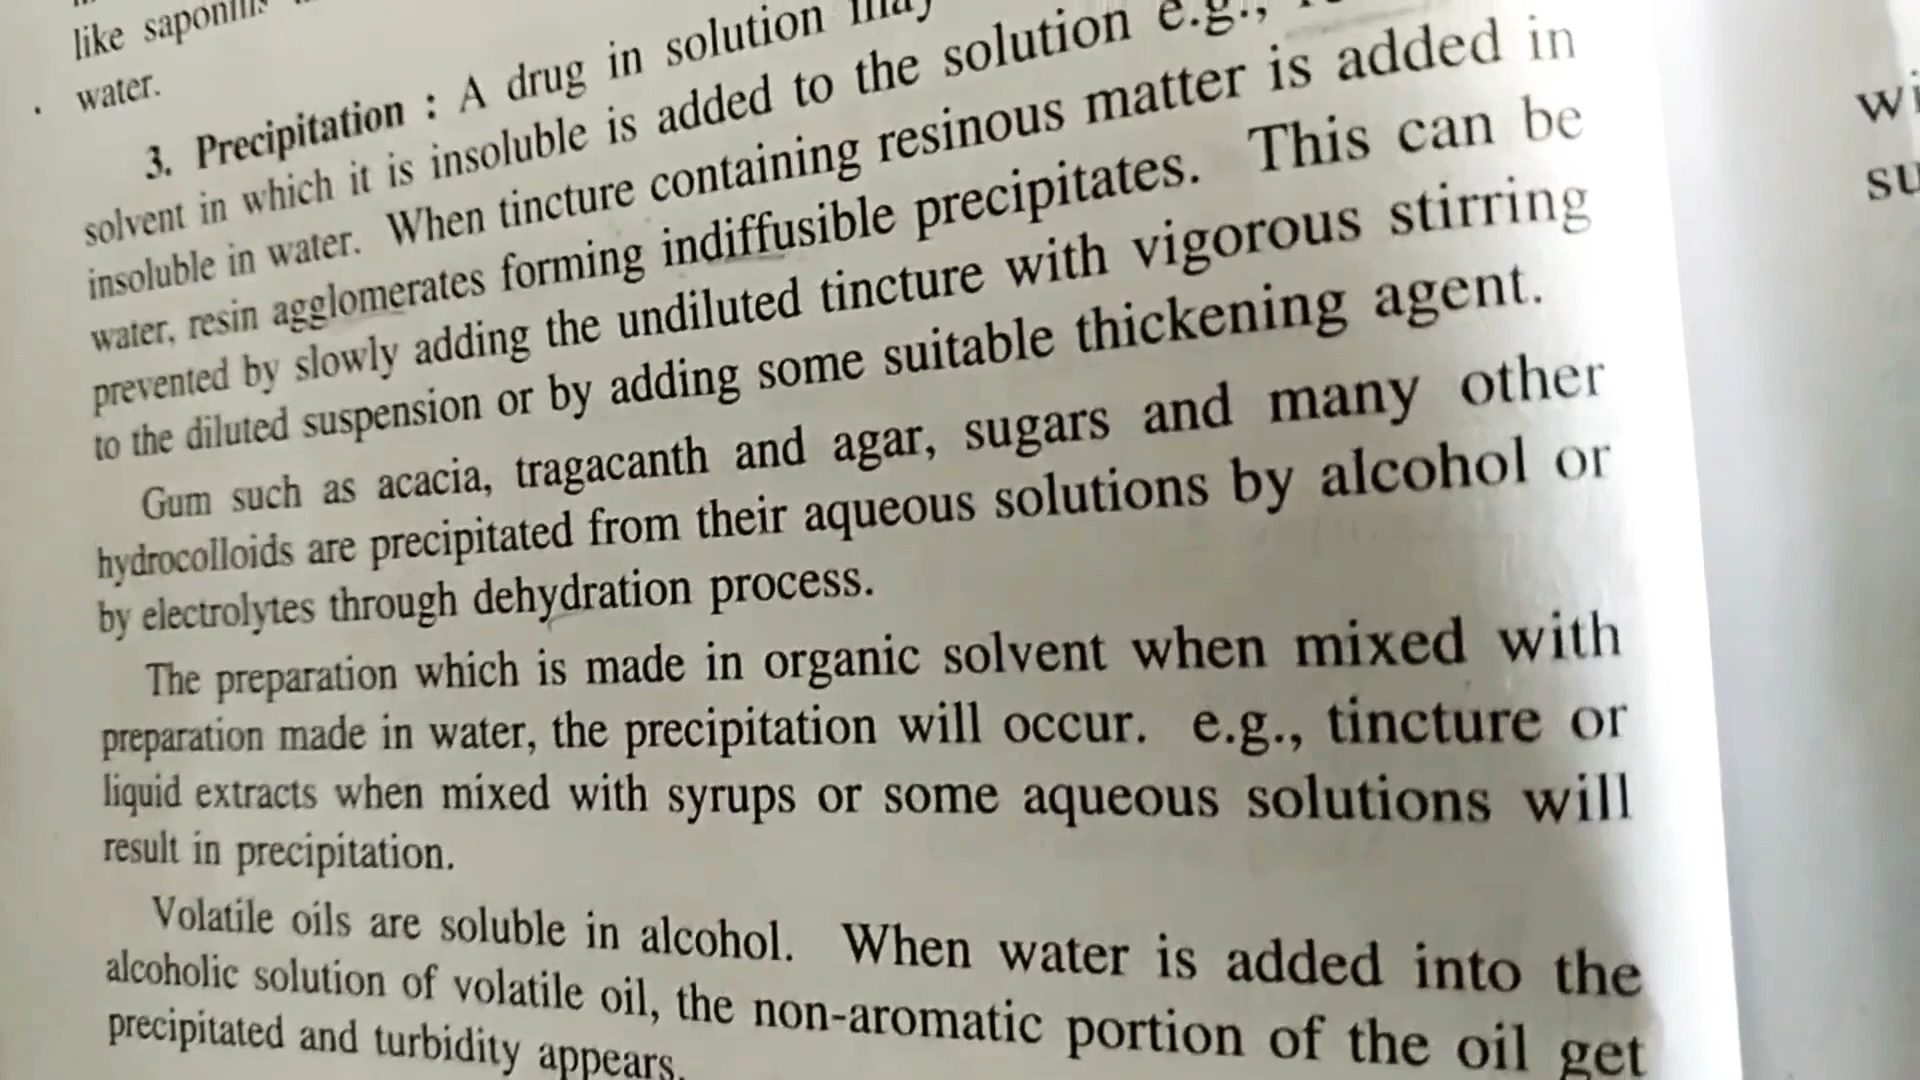 like saponins
water.
3. Precipitation : A drug in solution may
solvent in which it is insoluble is added to the solution e.g.,
insoluble in water. When tincture containing resinous matter is added in
water, resin agglomerates forming indiffusible precipitates. This can be
prevented by slowly adding the undiluted tincture with vigorous stirring
to the diluted suspension or by adding some suitable thickening agent.
Gum such as acacia, tragacanth and agar, sugars and many other
hydrocolloids are precipitated from their aqueous solutions by alcohol or
by electrolytes through dehydration process.
The preparation which is made in organic solvent when mixed with
preparation made in water, the precipitation will occur. e.g., tincture or
liquid extracts when mixed with syrups or some aqueous solutions will
result in precipitation.
Volatile oils are soluble in alcohol. When water is added into the
alcoholic solution of volatile oil, the non-aromatic portion of the oil get
precipitated and turbidity appears.
wi
su